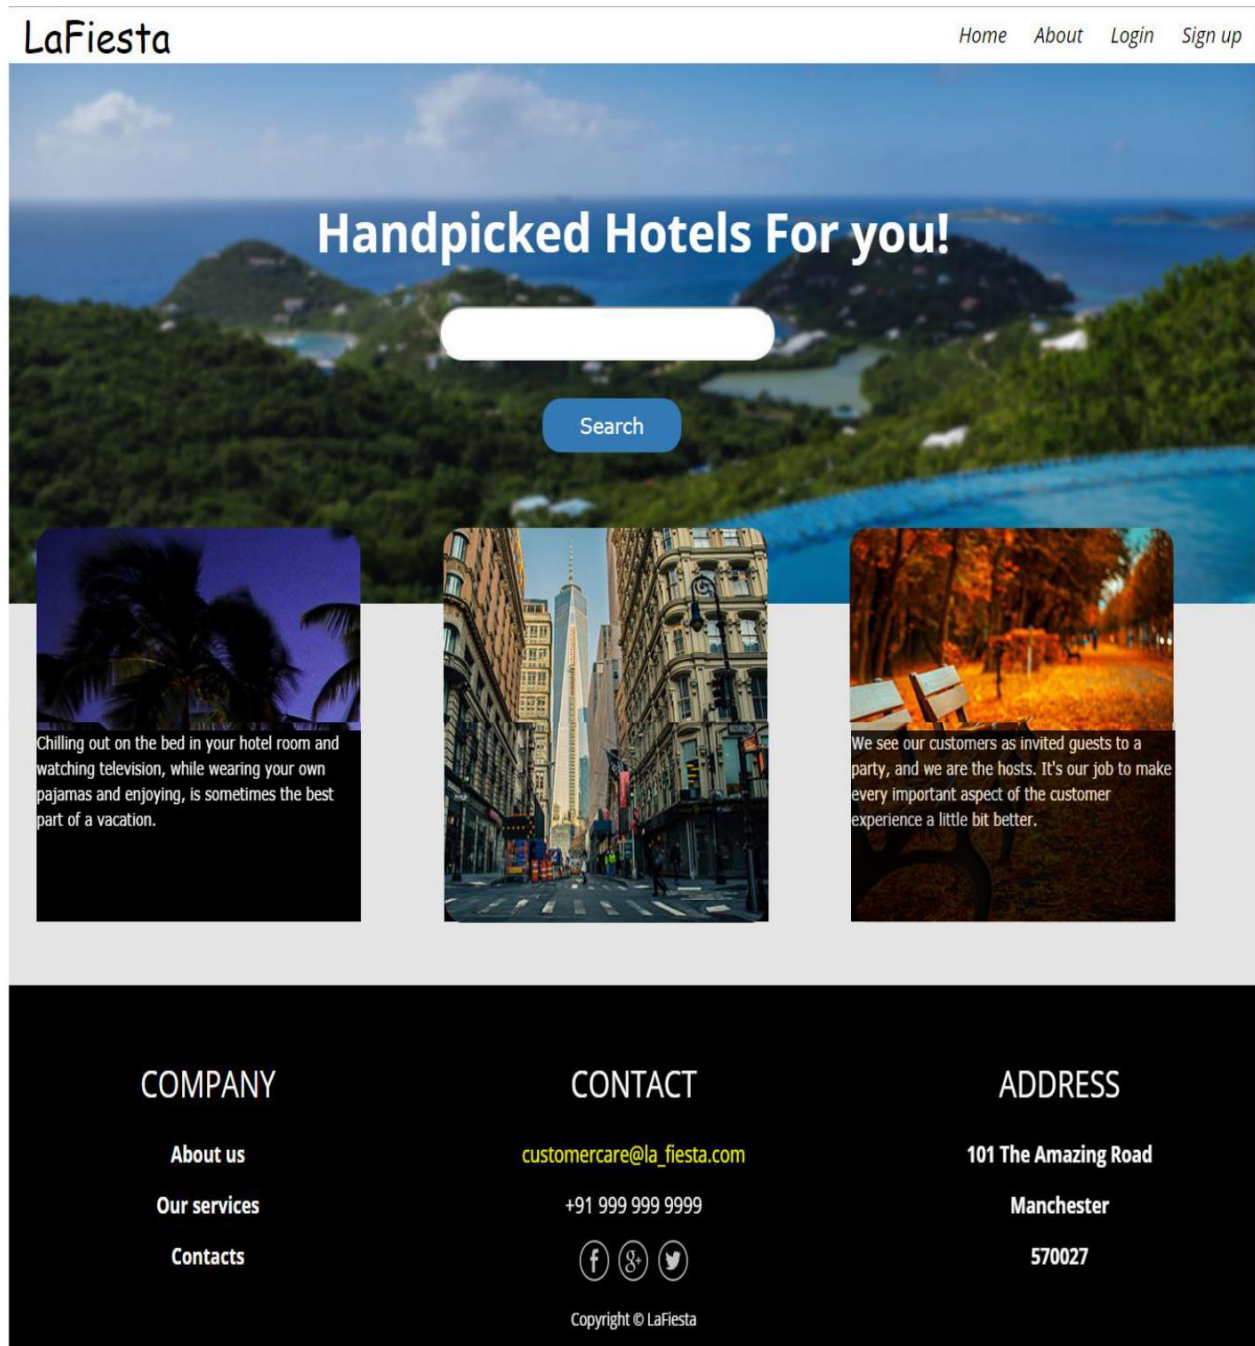 LaFiesta
Home About Login Sign up
Handpicked Hotels For you!
Search
Chilling out on the bed in your hotel room and
watching television, while wearing your own
pajamas and enjoying, is sometimes the best
part of a vacation.
We see our customers as invited guests to a
party, and we are the hosts. It's our job to make
every important aspect of the customer
experience a little bit better.
COMPANY
About us
Our services
Contacts
CONTACT
customercare@la_fiesta.com
+91 999 999 9999
f g+
Copyright © LaFiesta
ADDRESS
101 The Amazing Road
Manchester
570027